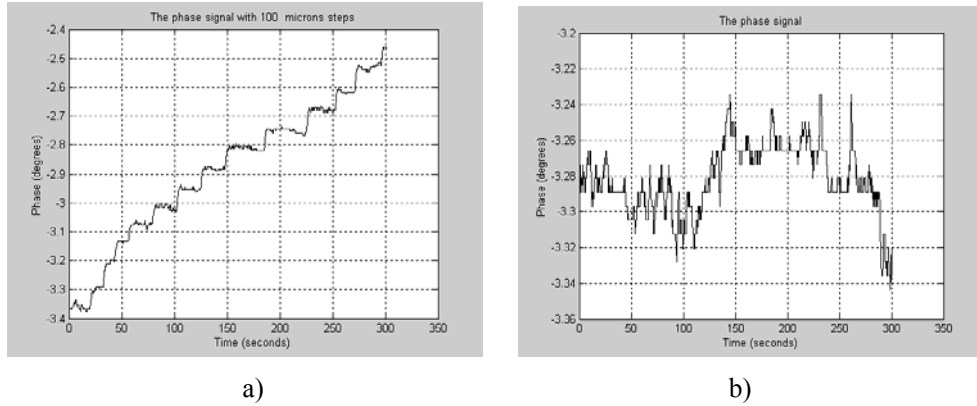 The phase signal with 100 microns steps
-2.4
-2.5
-2.6
-2.7
-2.8
-2.9
-3
-3.1
-3.2
-3.3
-3.4
Phase (degrees)
0 50 100 150 200 250 300 350
Time (seconds)
a)
The phase signal
-3.2
-3.22
-3.24
-3.26
-3.28
-3.3
-3.32
-3.34
-3.36
Phase (degrees)
0 50 100 150 200 250 300 350
Time (seconds)
b)